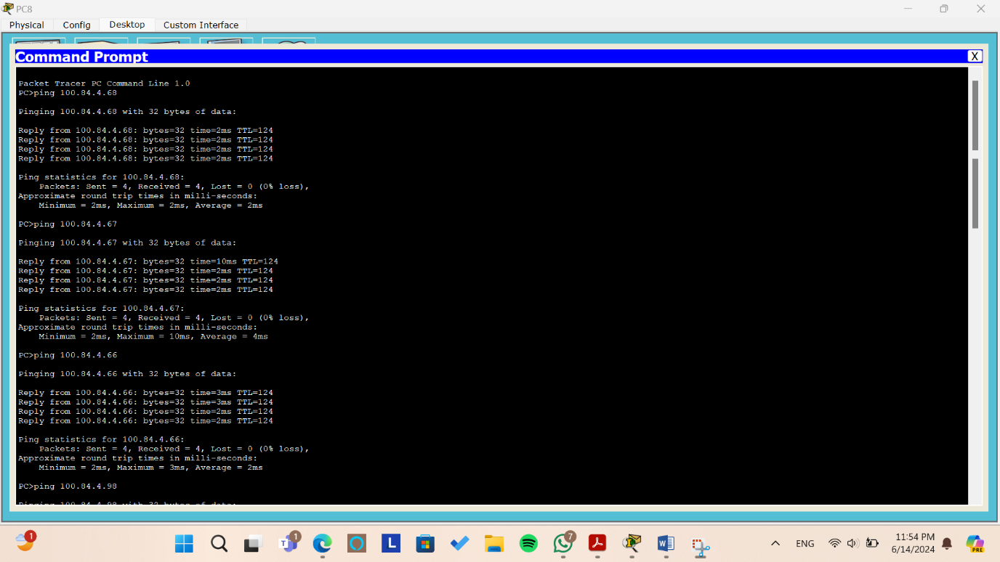 PC8
Physical Config Desktop Custom Interface
Command Prompt X
Packet Tracer PC Command Line 1.0
PC>ping 100.84.4.68
Pinging 100.84.4.68 with 32 bytes of data:
Reply from 100.84.4.68: bytes=32 time=2ms TTL=124
Reply from 100.84.4.68: bytes=32 time=2ms TTL=124
Reply from 100.84.4.68: bytes=32 time=2ms TTL=124
Reply from 100.84.4.68: bytes=32 time=2ms TTL=124
Ping statistics for 100.84.4.68:
Packets: Sent = 4, Received = 4, Lost = 0 (0% loss),
Approximate round trip times in milli-seconds:
Minimum = 2ms, Maximum = 2ms, Average = 2ms
PC>ping 100.84.4.67
Pinging 100.84.4.67 with 32 bytes of data:
Reply from 100.84.4.67: bytes=32 time=10ms TTL=124
Reply from 100.84.4.67: bytes=32 time=2ms TTL=124
Reply from 100.84.4.67: bytes=32 time=2ms TTL=124
Reply from 100.84.4.67: bytes=32 time=2ms TTL=124
Ping statistics for 100.84.4.67:
Packets: Sent = 4, Received = 4, Lost = 0 (0% loss),
Approximate round trip times in milli-seconds:
Minimum = 2ms, Maximum = 10ms, Average = 4ms
PC>ping 100.84.4.66
Pinging 100.84.4.66 with 32 bytes of data:
Reply from 100.84.4.66: bytes=32 time=3ms TTL=124
Reply from 100.84.4.66: bytes=32 time=3ms TTL=124
Reply from 100.84.4.66: bytes=32 time=2ms TTL=124
Reply from 100.84.4.66: bytes=32 time=2ms TTL=124
Ping statistics for 100.84.4.66:
Packets: Sent = 4, Received = 4, Lost = 0 (0% loss),
Approximate round trip times in milli-seconds:
Minimum = 2ms, Maximum = 3ms, Average = 2ms
PC>ping 100.84.4.98
Pinging 100.84.4.98 with 32 bytes of data:
1 T 1 L 7 W ENG 11:54 PM PRE
6/14/2024